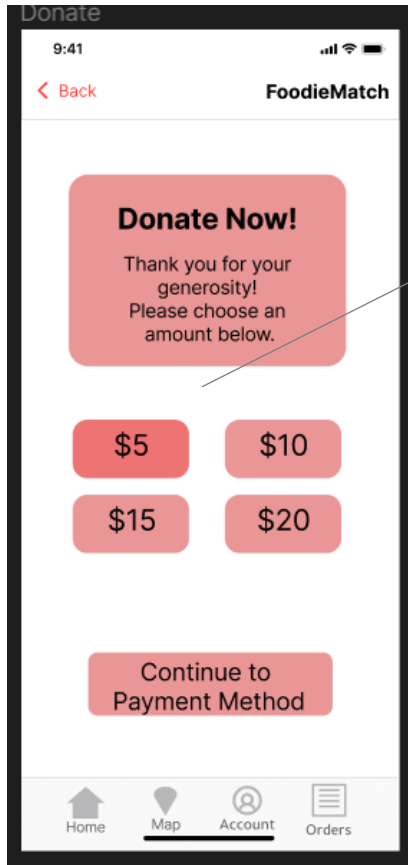 Donate
9:41
Back
FoodieMatch
Donate Now!
Thank you for your
generosity!
Please choose an
amount below.
$5
$10
$15
$20
Continue to
Payment Method
Home
Map
Account
Orders